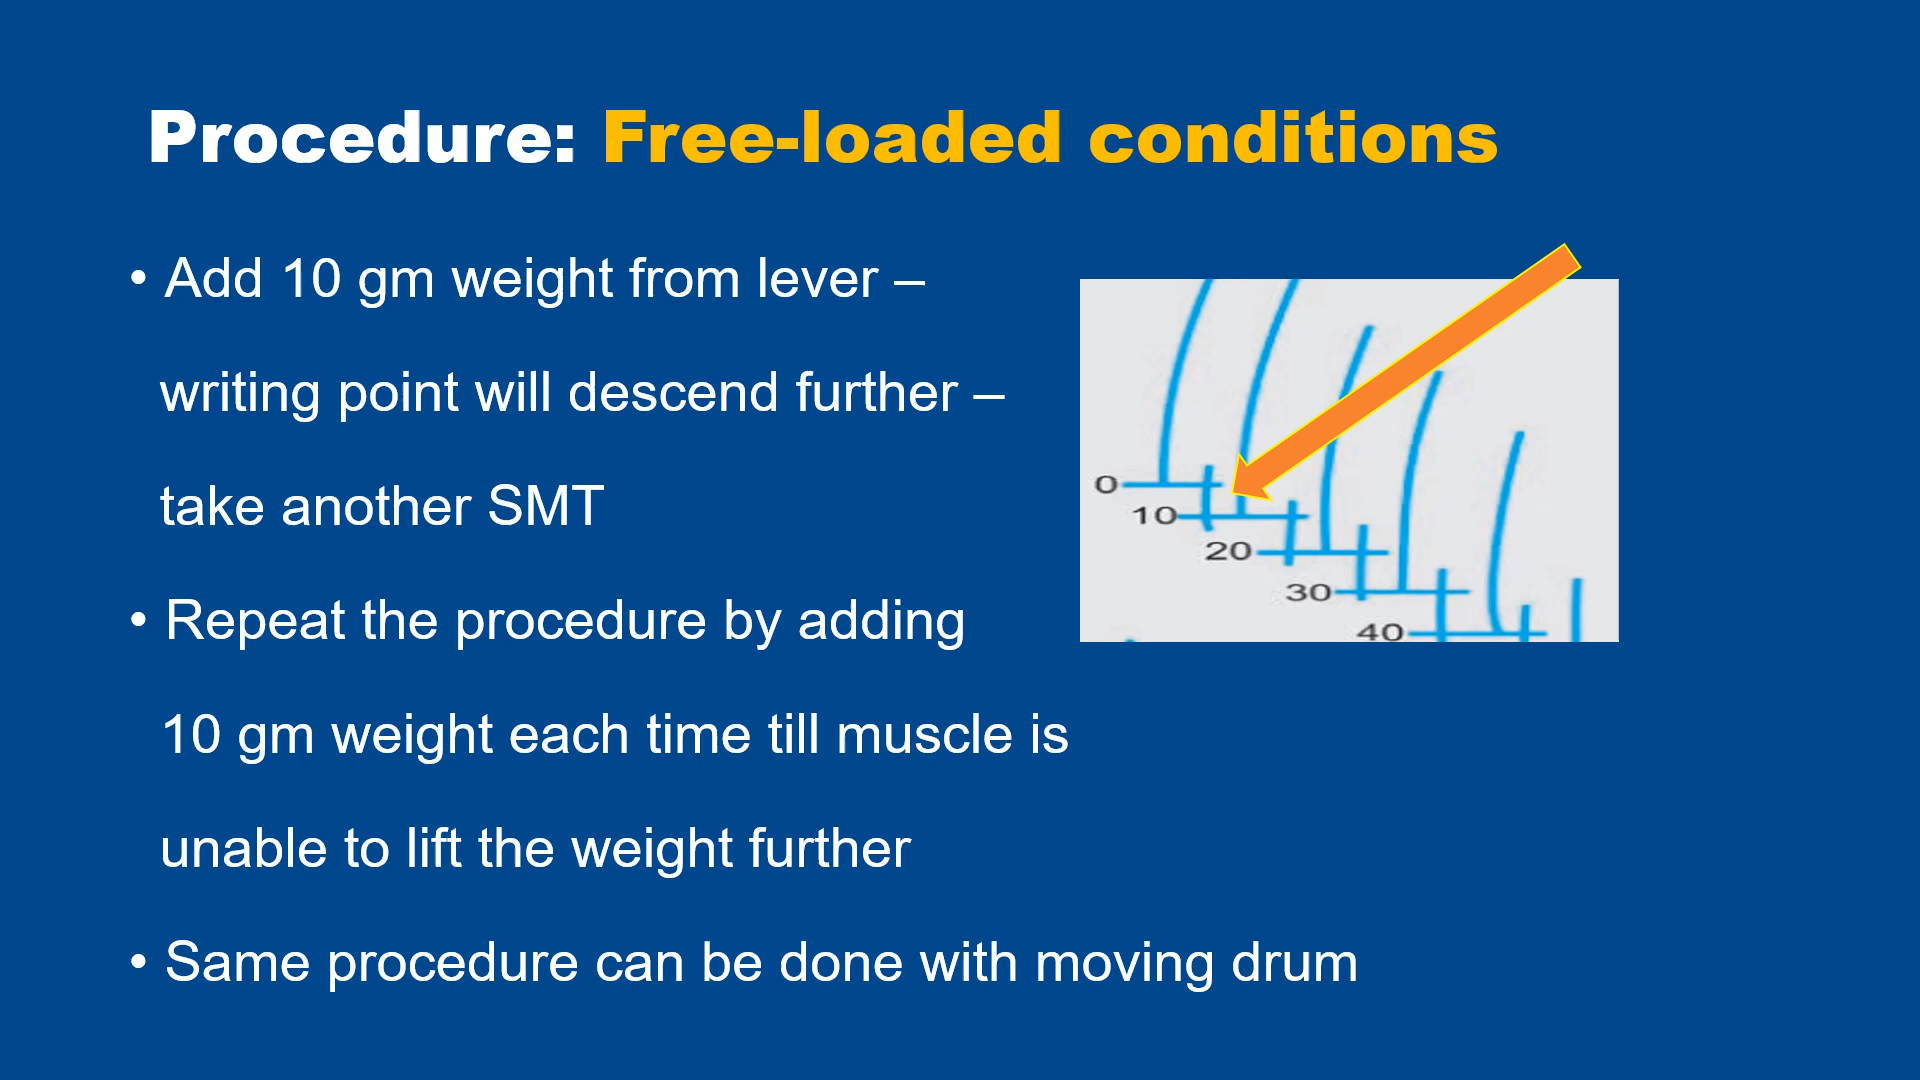 Procedure: Free-loaded conditions
• Add 10 gm weight from lever –
writing point will descend further –
take another SMT
• Repeat the procedure by adding
10 gm weight each time till muscle is
unable to lift the weight further
• Same procedure can be done with moving drum
0
10
20
30
40